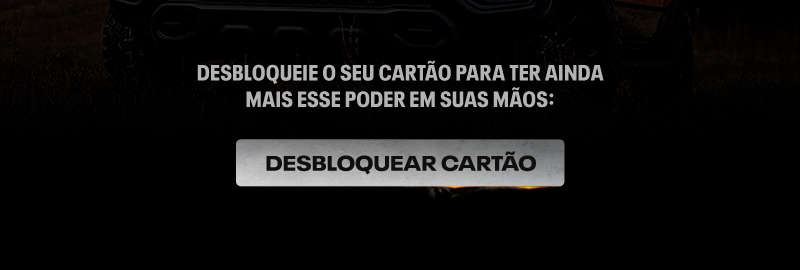 DESBLOQUEIE O SEU CARTÃO PARA TER AINDA
MAIS ESSE PODER EM SUAS MÃOS:
DESBLOQUEAR CARTÃO